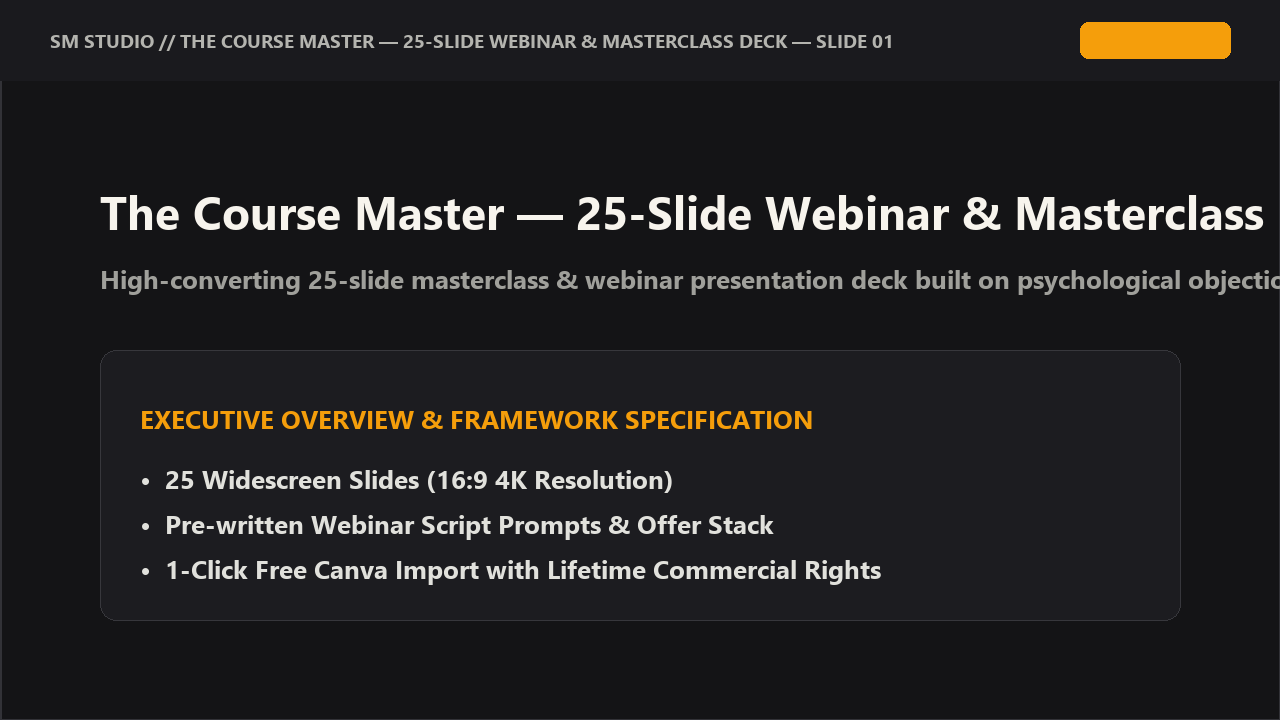 SM STUDIO // THE COURSE MASTER — 25-SLIDE WEBINAR & MASTERCLASS DECK — SLIDE 01
The Course Master — 25-Slide Webinar & Masterclass
High-converting 25-slide masterclass & webinar presentation deck built on psychological
EXECUTIVE OVERVIEW & FRAMEWORK SPECIFICATION
• 25 Widescreen Slides (16:9 4K Resolution)
• Pre-written Webinar Script Prompts & Offer Stack
• 1-Click Free Canva Import with Lifetime Commercial Rights